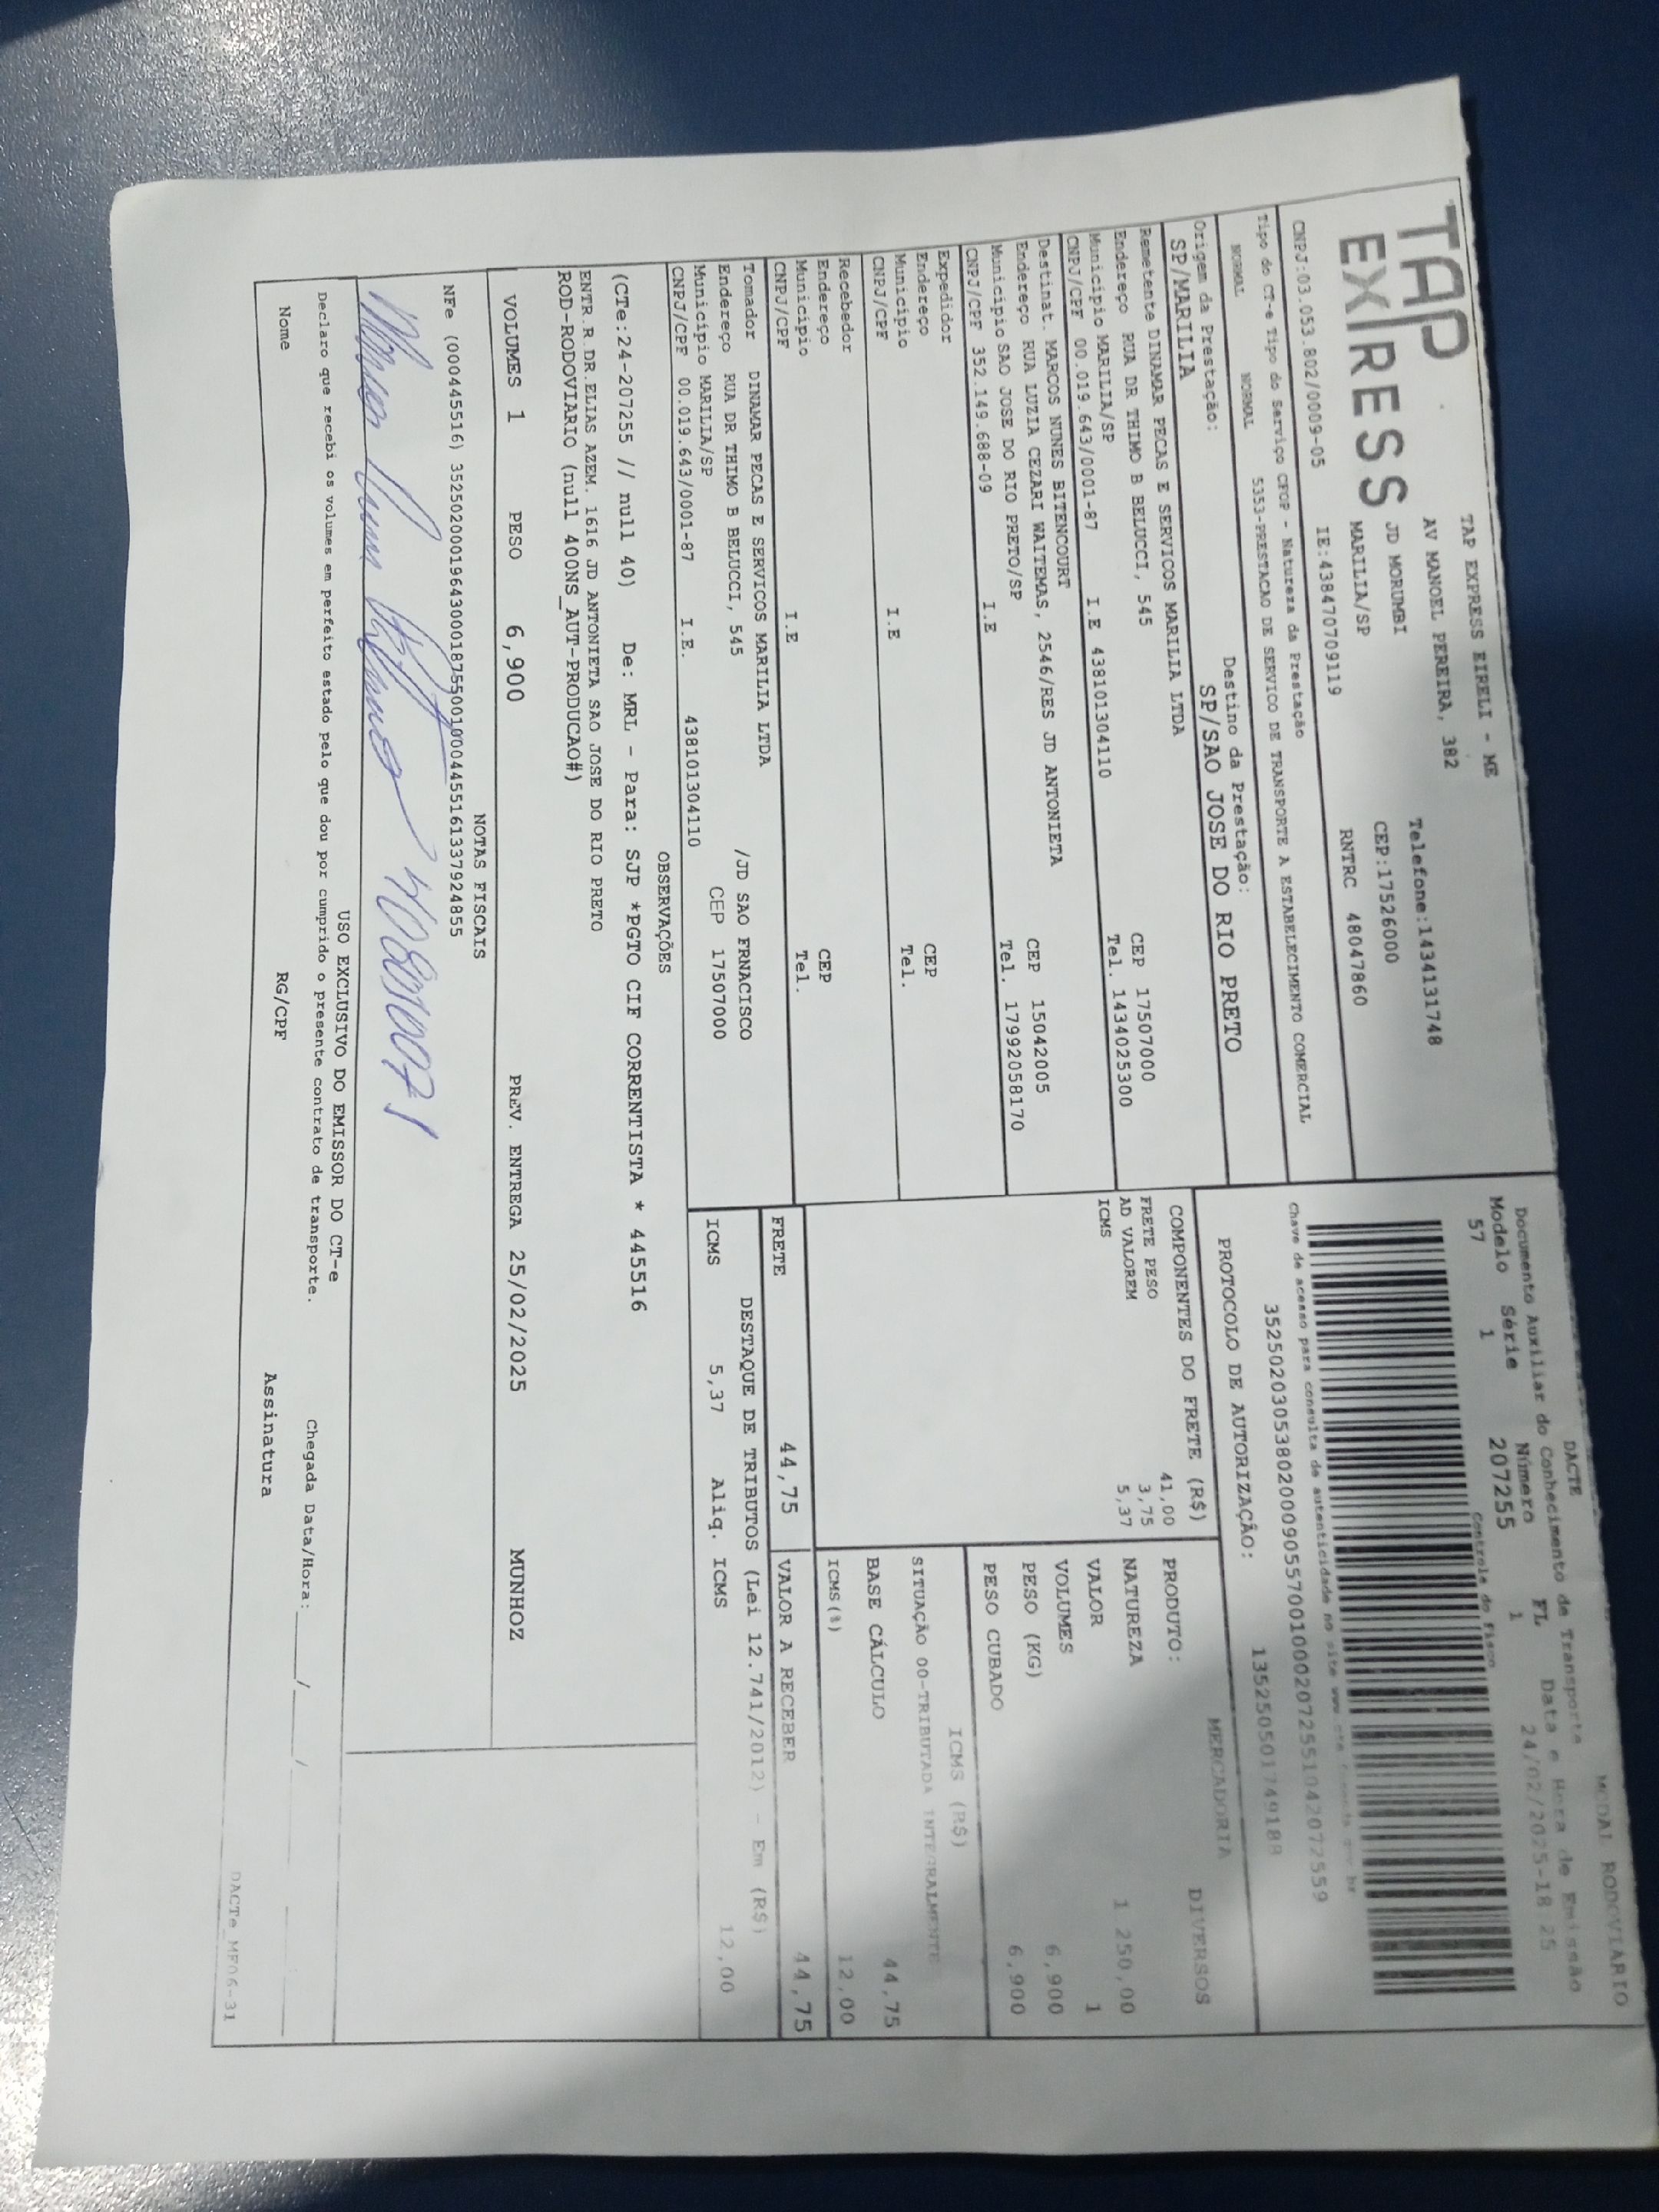 TAP
EXPRESS
TAP EXPRESS EIRELI - ME
AV MANOEL PEREIRA, 382
Telefone:1434131748
JD MORUMBI
CEP:17526000
MARILIA/SP
RNTRC 48047860
CNPJ:03.053.802/0009-05
IE:438470709119
Tipo do CT-e Tipo do Serviço CFOP - Natureza da Prestação
NORMAL NORMAL 5353-PRESTACAO DE SERVICO DE TRANSPORTE A ESTABELECIMENTO COMERCIAL
Origem da Prestação:
Destino da Prestação:
SP/MARILIA
SP/SAO JOSE DO RIO PRETO
DACTE
MODAL RODOVIÁRIO
Documento Auxiliar do Conhecimento de Transporte
Modelo Série Número FL Data e Hora de Emissão
57 1 207255 1 24/02/2025-18 25
Controle do Fisco
Chave de acesso para consulta de autenticidade no site
35250203053802000905570010002072551042072559
PROTOCOLO DE AUTORIZAÇÃO: 135250501749188
Remetente DINAMAR PECAS E SERVICOS MARILIA LTDA
Endereço RUA DR THIMO B BELUCCI, 545
CEP 17507000
Municipio MARILIA/SP
Tel. 1434025300
CNPJ/CPF 00.019.643/0001-87 I.E 438101304110
Destinat. MARCOS NUNES BITENCOURT
Endereço RUA LUZIA CEZARI WAITEMAS, 2546/RES JD ANTONIETA
CEP 15042005
Municipio SAO JOSE DO RIO PRETO/SP
Tel. 17992058170
CNPJ/CPF 352.149.688-09 I.E
Expedidor
Endereço CEP
Municipio Tel.
CNPJ/CPF I.E
Recebedor
Endereço CEP
Municipio Tel.
CNPJ/CPF I.E
Tomador DINAMAR PECAS E SERVICOS MARILIA LTDA
Endereço RUA DR THIMO B BELUCCI, 545 /JD SAO FRNACISCO
Municipio MARILIA/SP CEP 17507000
CNPJ/CPF 00.019.643/0001-87 I.E. 438101304110
COMPONENTES DO FRETE (R$)
FRETE PESO 41,00
AD VALOREM 3,75
ICMS 5,37
MERCADORIA
PRODUTO: DIVERSOS
NATUREZA
VALOR 1 250,00
VOLUMES 1
PESO (KG) 6,900
PESO CUBADO 6,900
ICMS (R$)
SITUAÇÃO 00-TRIBUTADA INTEGRALMENTE
BASE CÁLCULO 44,75
ICMS(%) 12,00
FRETE 44,75
VALOR A RECEBER 44,75
DESTAQUE DE TRIBUTOS (Lei 12.741/2012) - Em (R$)
ICMS 5,37 Aliq. ICMS 12,00
OBSERVAÇÕES
(CTe:24-207255 // null 40) De: MRL - Para: SJP *PGTO CIF CORRENTISTA * 445516
ENTR.R.DR.ELIAS AZEM. 1616 JD ANTONIETA SAO JOSE DO RIO PRETO
ROD-RODOVIARIO (null 400NS_AUT-PRODUCAO#)
VOLUMES 1 PESO 6,900 PREV. ENTREGA 25/02/2025 MUNHOZ
NOTAS FISCAIS
NFe (000445516) 35250200019643000187550010004455161337924855
USO EXCLUSIVO DO EMISSOR DO CT-e
Declaro que recebi os volumes em perfeito estado pelo que dou por cumprido o presente contrato de transporte.
Chegada Data/Hora: / / 
Nome RG/CPF Assinatura
DACTe_MF06-31